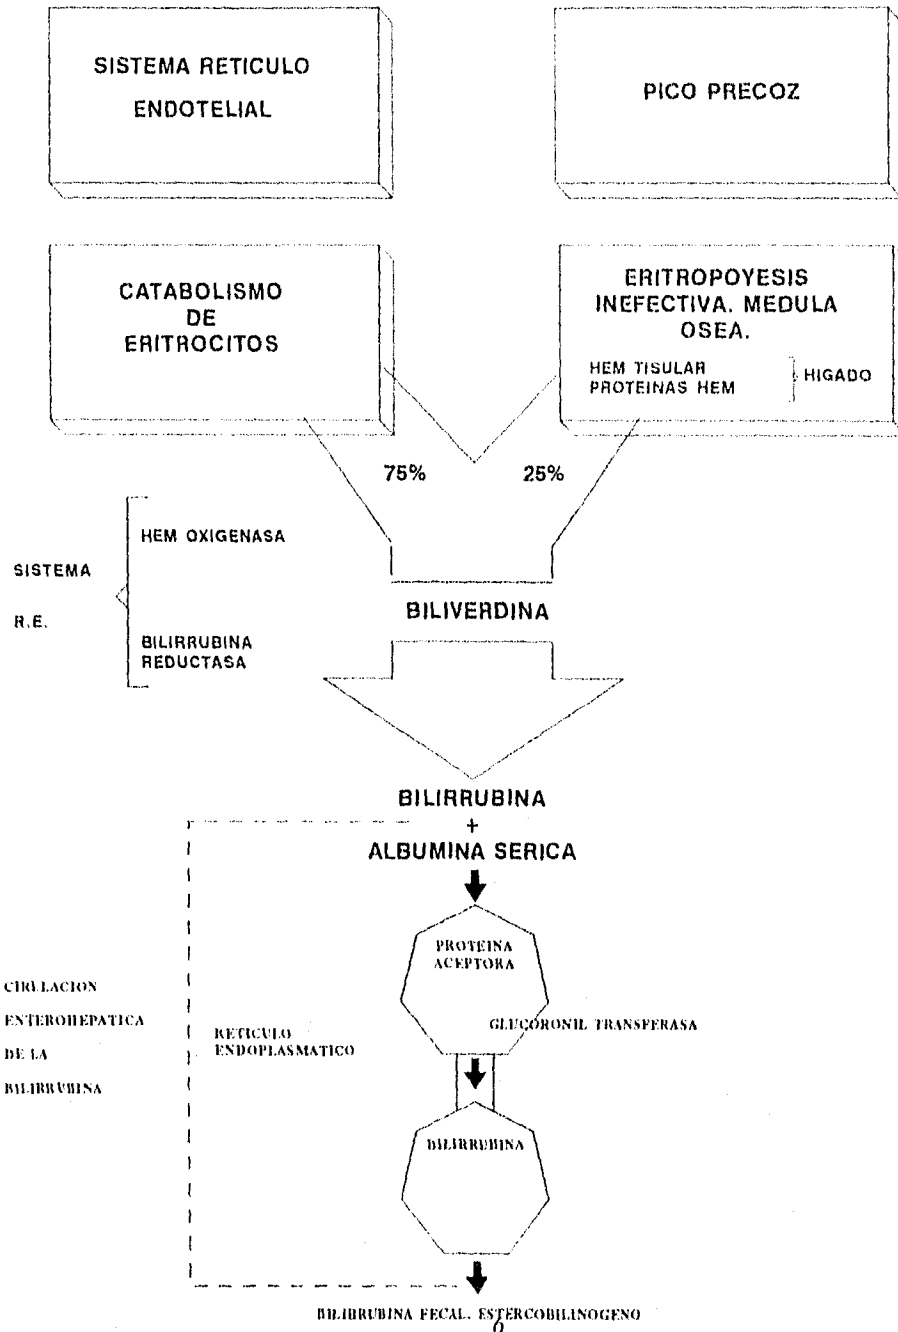 SISTEMA RETICULO
ENDOTELIAL
PICO PRECOZ
CATABOLISMO
DE
ERITROCITOS
ERITROPOYESIS
INEFECTIVA. MEDULA
OSEA.
HEM TISULAR
PROTEINAS HEM
HIGADO
75%
25%
HEM OXIGENASA
SISTEMA
R.E.
BILIRRUBINA
REDUCTASA
BILIVERDINA
BILIRRUBINA
+
ALBUMINA SERICA
PROTEINA
ACEPTORA
GLUCORONIL TRANSFERASA
RETICULO
ENDOPLASMATICO
CIRULACION
ENTEROHEPATICA
DE LA
BILIRRUBINA
BILIRRUBINA
BILIRRUBINA FECAL. ESTERCOBILINOGENO
6